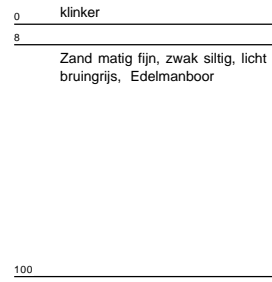 0 klinker
8
Zand matig fijn, zwak siltig, licht
bruingrijs, Edelmanboor
100